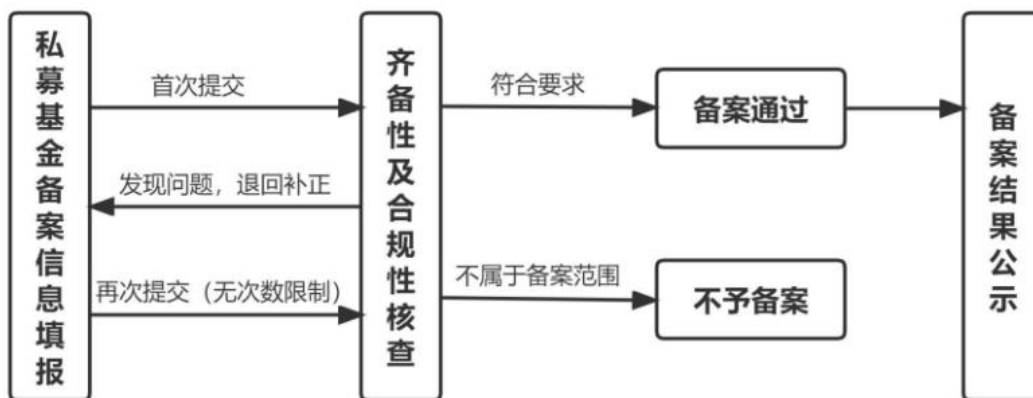 私募基金备案信息填报
首次提交
发现问题，退回补正
再次提交（无次数限制）
齐备性及合规性核查
符合要求
备案通过
不属于备案范围
不予备案
备案结果公示